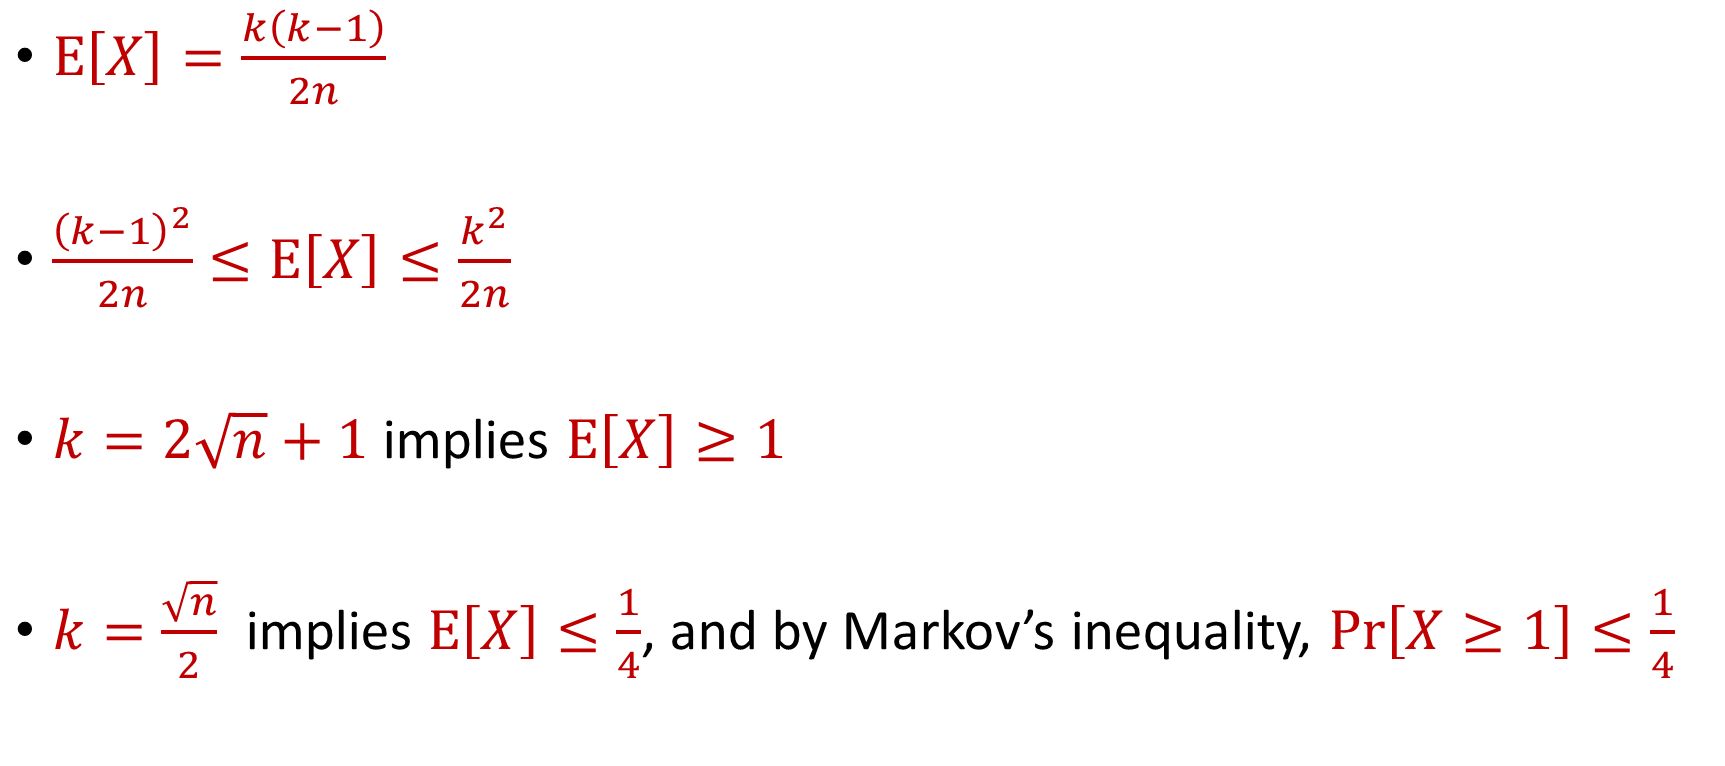 • E[X] = k(k−1)/2n
• (k−1)²/2n ≤ E[X] ≤ k²/2n
• k = 2√n + 1 implies E[X] ≥ 1
• k = √n/2 implies E[X] ≤ 1/4, and by Markov’s inequality, Pr[X ≥ 1] ≤ 1/4